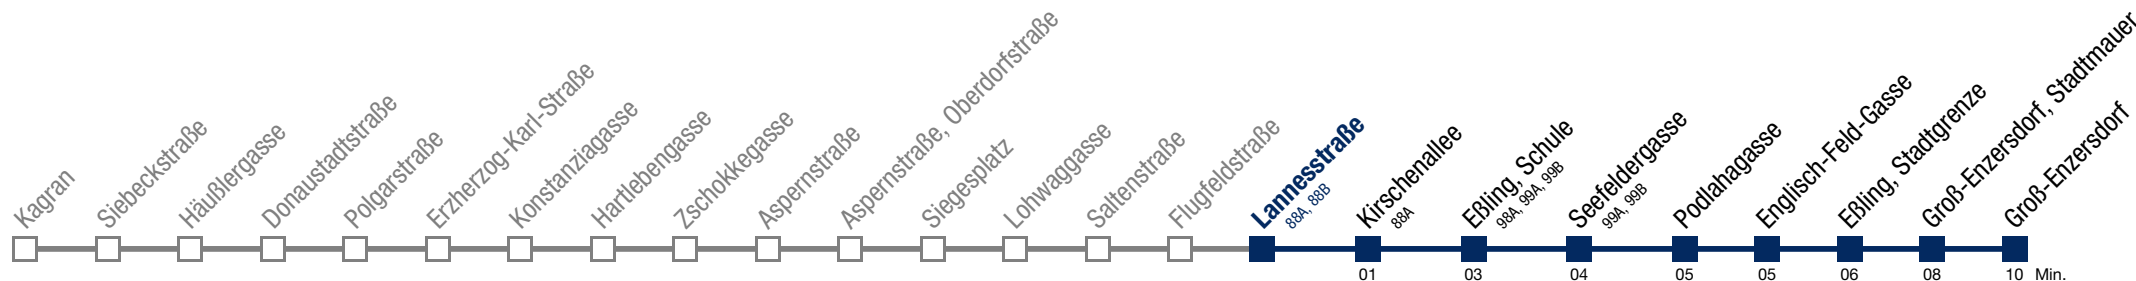 Kagran
Siebeckstraße
Häußlergasse
Donaustadtstraße
Polgarstraße
Erzherzog-Karl-Straße
Konstanziagasse
Hartlebengasse
Zschokkegasse
Aspernstraße
Aspernstraße, Oberdorfstraße
Siegesplatz
Lohwaggasse
Saltenstraße
Flugfeldstraße
Lannesstraße
88A, 88B
Kirschenallee
88A
Eßling, Schule
98A, 99A, 99B
Seefeldergasse
99A, 99B
Podlahagasse
Englisch-Feld-Gasse
Eßling, Stadtgrenze
Groß-Enzersdorf, Stadtmauer
Groß-Enzersdorf
01 03 04 05 05 06 08 10 Min.